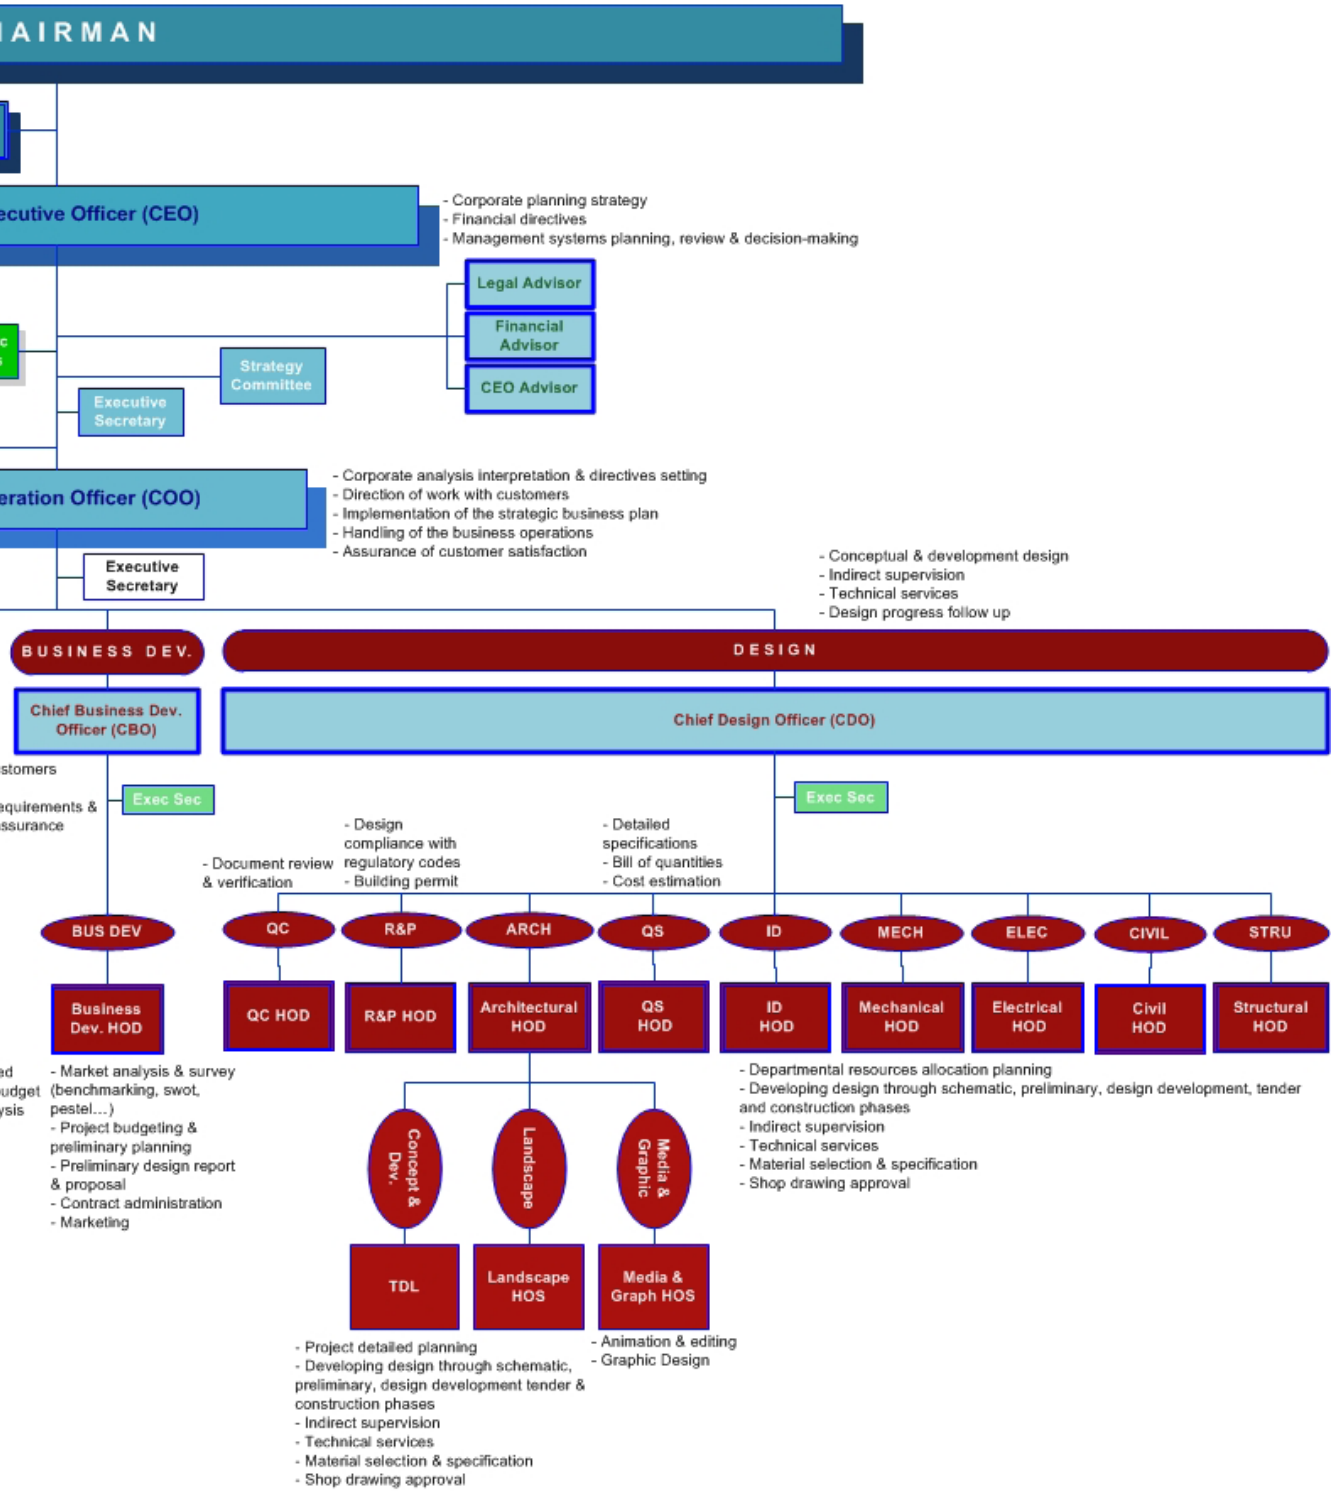 HAIRMAN
ecutive Officer (CEO)
- Corporate planning strategy
- Financial directives
- Management systems planning, review & decision-making
Legal Advisor
Financial
Advisor
CEO Advisor
c
s
Strategy
Committee
Executive
Secretary
eration Officer (COO)
- Corporate analysis interpretation & directives setting
- Direction of work with customers
- Implementation of the strategic business plan
- Handling of the business operations
- Assurance of customer satisfaction
Executive
Secretary
- Conceptual & development design
- Indirect supervision
- Technical services
- Design progress follow up
BUSINESS DEV.
DESIGN
Chief Business Dev.
Officer (CBO)
Chief Design Officer (CDO)
stomers
equirements &
ssurance
Exec Sec
Exec Sec
- Document review
& verification
- Design
compliance with
regulatory codes
- Building permit
- Detailed
specifications
- Bill of quantities
- Cost estimation
BUS DEV
QC
R&P
ARCH
QS
ID
MECH
ELEC
CIVIL
STRU
Business
Dev. HOD
QC HOD
R&P HOD
Architectural
HOD
QS
HOD
ID
HOD
Mechanical
HOD
Electrical
HOD
Civil
HOD
Structural
HOD
ed
udget
ysis
- Market analysis & survey
(benchmarking, swot,
pestel...)
- Project budgeting &
preliminary planning
- Preliminary design report
& proposal
- Contract administration
- Marketing
- Departmental resources allocation planning
- Developing design through schematic, preliminary, design development, tender
and construction phases
- Indirect supervision
- Technical services
- Material selection & specification
- Shop drawing approval
Concept &
Dev.
Landscape
Media &
Graphic
TDL
Landscape
HOS
Media &
Graph HOS
- Project detailed planning
- Developing design through schematic,
preliminary, design development tender &
construction phases
- Indirect supervision
- Technical services
- Material selection & specification
- Shop drawing approval
- Animation & editing
- Graphic Design